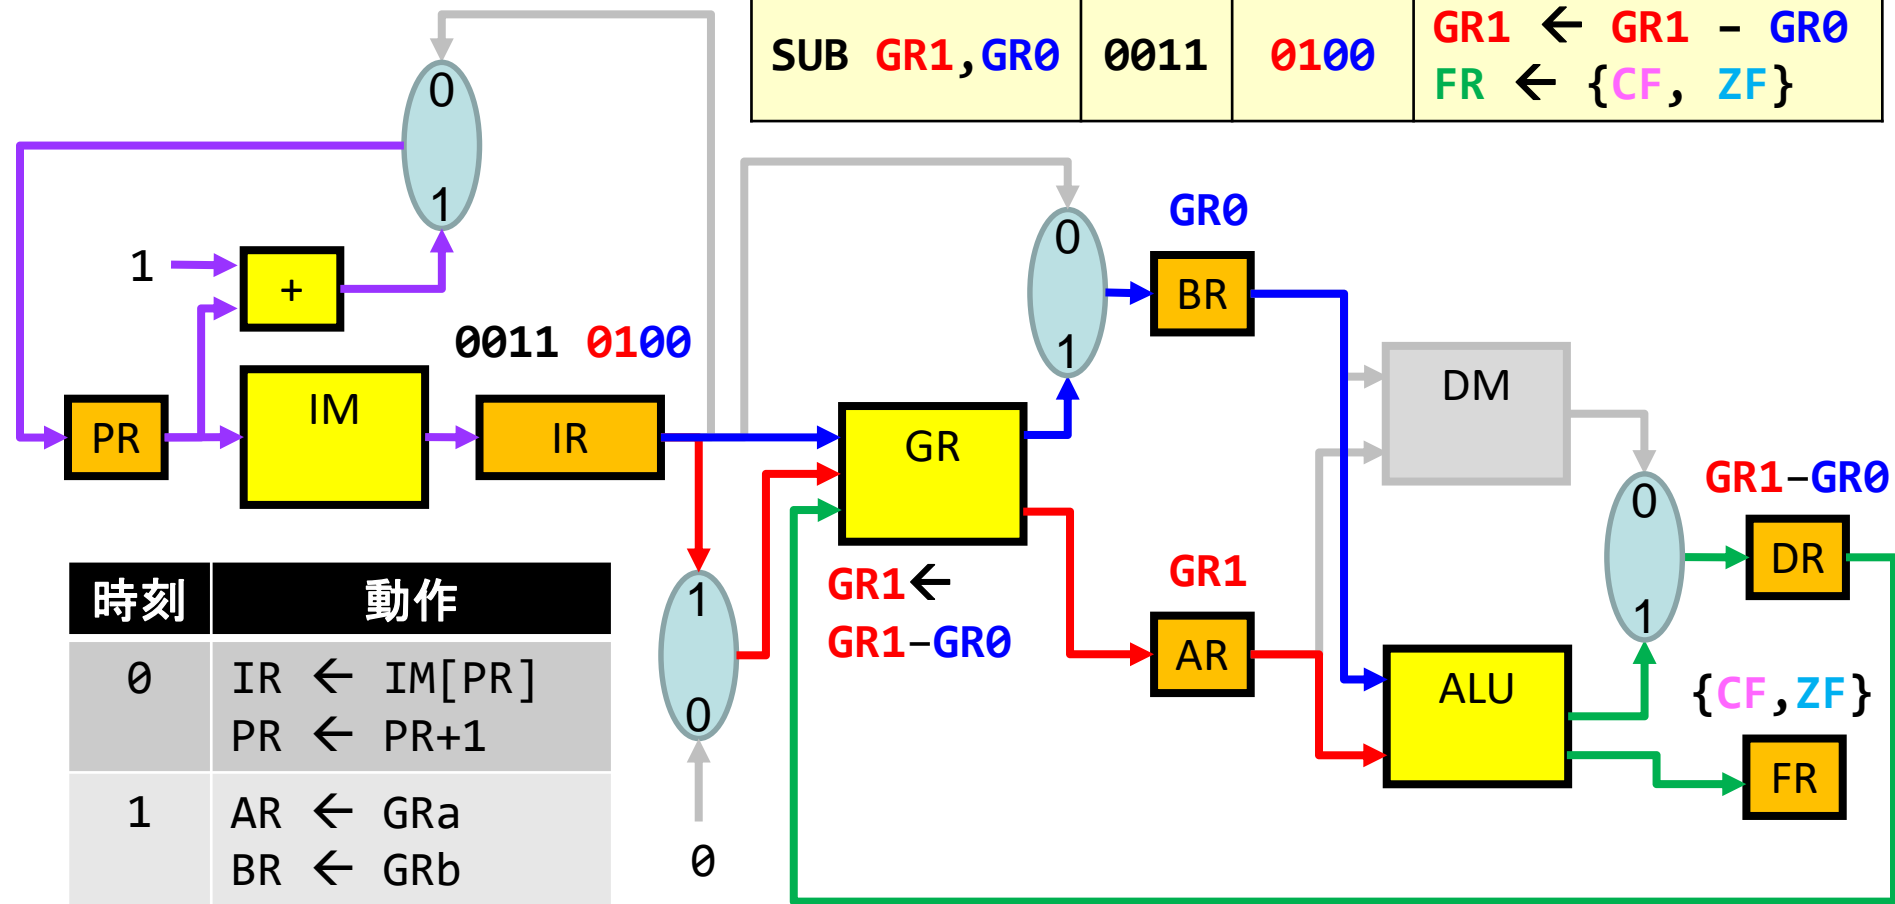 SUB GR1,GR0 0011 0100 GR1 ← GR1 – GR0
FR ← {CF, ZF}
0
1
1
+
0011 0100
PR
IM
IR
GR
0
1
GR0
BR
DM
GR1–GR0
0
1
DR
GR1←
GR1–GR0
GR1
AR
ALU
{CF,ZF}
FR
1
0
0
時刻 動作
0 IR ← IM[PR]
PR ← PR+1
1 AR ← GRa
BR ← GRb